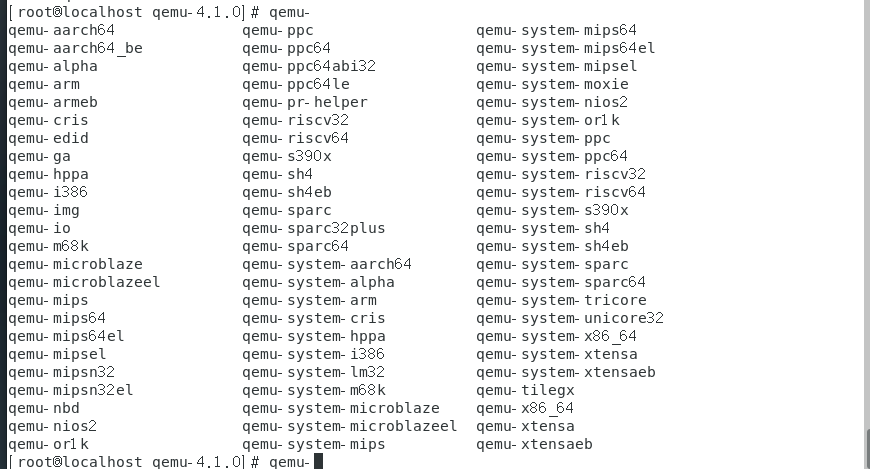 [root@localhost qemu-4.1.0]# qemu-
qemu-aarch64 qemu-ppc qemu-system-mips64
qemu-aarch64_be qemu-ppc64 qemu-system-mips64el
qemu-alpha qemu-ppc64abi32 qemu-system-mipsel
qemu-arm qemu-ppc64le qemu-system-moxie
qemu-armeb qemu-pr-helper qemu-system-nios2
qemu-cris qemu-riscv32 qemu-system-or1k
qemu-edid qemu-riscv64 qemu-system-ppc
qemu-ga qemu-s390x qemu-system-ppc64
qemu-hppa qemu-sh4 qemu-system-riscv32
qemu-i386 qemu-sh4eb qemu-system-riscv64
qemu-img qemu-sparc qemu-system-s390x
qemu-io qemu-sparc32plus qemu-system-sh4
qemu-m68k qemu-sparc64 qemu-system-sh4eb
qemu-microblaze qemu-system-aarch64 qemu-system-sparc
qemu-microblazeel qemu-system-alpha qemu-system-sparc64
qemu-mips qemu-system-arm qemu-system-tricore
qemu-mips64 qemu-system-cris qemu-system-unicore32
qemu-mips64el qemu-system-hppa qemu-system-x86_64
qemu-mipsel qemu-system-i386 qemu-system-xtensa
qemu-mipsn32 qemu-system-lm32 qemu-system-xtensaeb
qemu-mipsn32el qemu-system-m68k qemu-tilegx
qemu-nbd qemu-system-microblaze qemu-x86_64
qemu-nios2 qemu-system-microblazeel qemu-xtensa
qemu-or1k qemu-system-mips qemu-xtensaeb
[root@localhost qemu-4.1.0]# qemu-